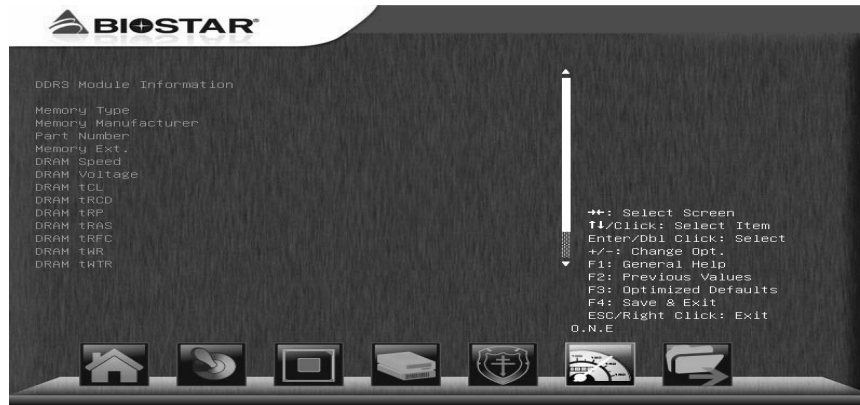 BIOSTAR®
DDR3 Module Information
Memory Type
Memory Manufacturer
Part Number
Memory Ext.
DRAM Speed
DRAM Voltage
DRAM tCL
DRAM tRCD
DRAM tRP
DRAM tRAS
DRAM tRFC
DRAM tWR
DRAM tWTR
→←: Select Screen
↑↓/Click: Select Item
Enter/Dbl Click: Select
+/-: Change Opt.
F1: General Help
F2: Previous Values
F3: Optimized Defaults
F4: Save & Exit
ESC/Right Click: Exit
O.N.E